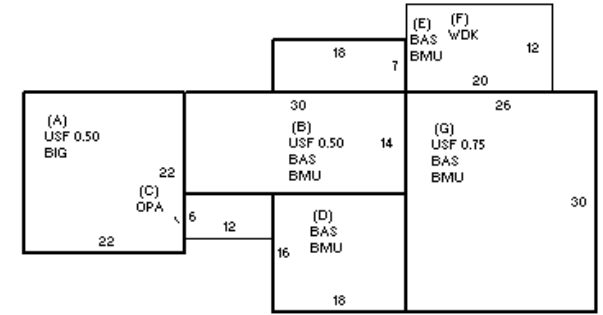 (E) (F)
BAS WDK
BMU
18
7
12
20
(A)
USF 0.50
BIG
22
22
(C)
OPA
30
(B)
USF 0.50
BAS
BMU
14
26
(G)
USF 0.75
BAS
BMU
30
6
12
(D)
BAS
BMU
16
18